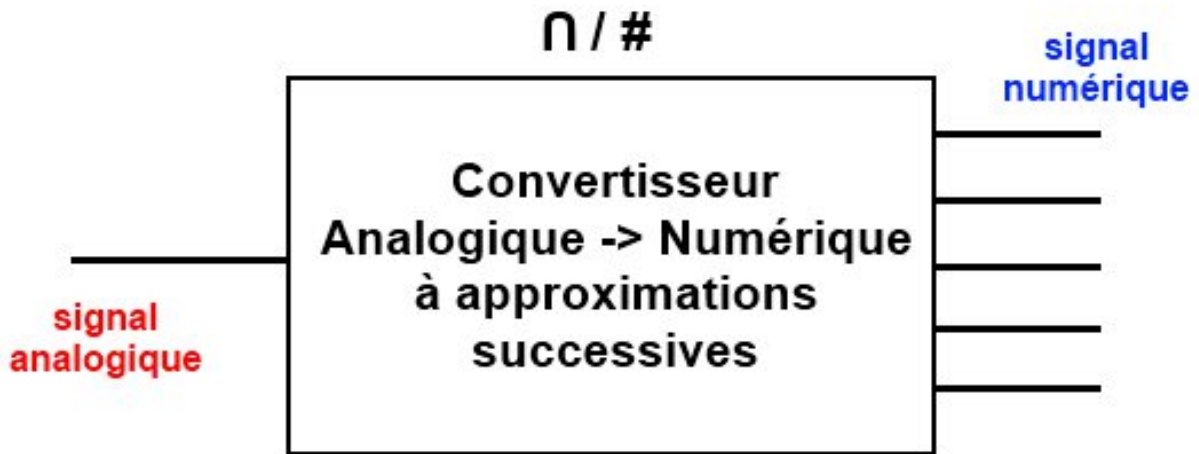 ∩ / #
signal
numérique
Convertisseur
Analogique -> Numérique
à approximations
successives
signal
analogique